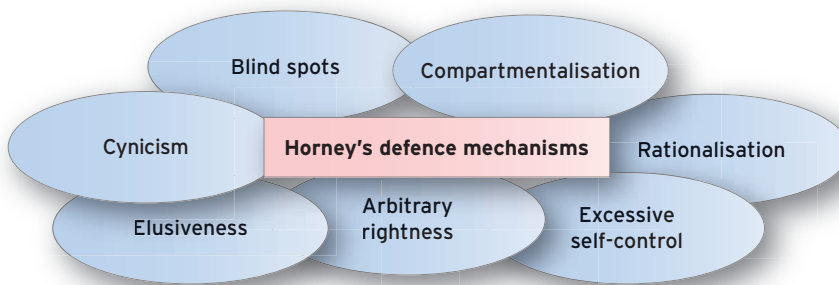 Blind spots
Compartmentalisation
Cynicism
Horney's defence mechanisms
Rationalisation
Elusiveness
Arbitrary
rightness
Excessive
self-control